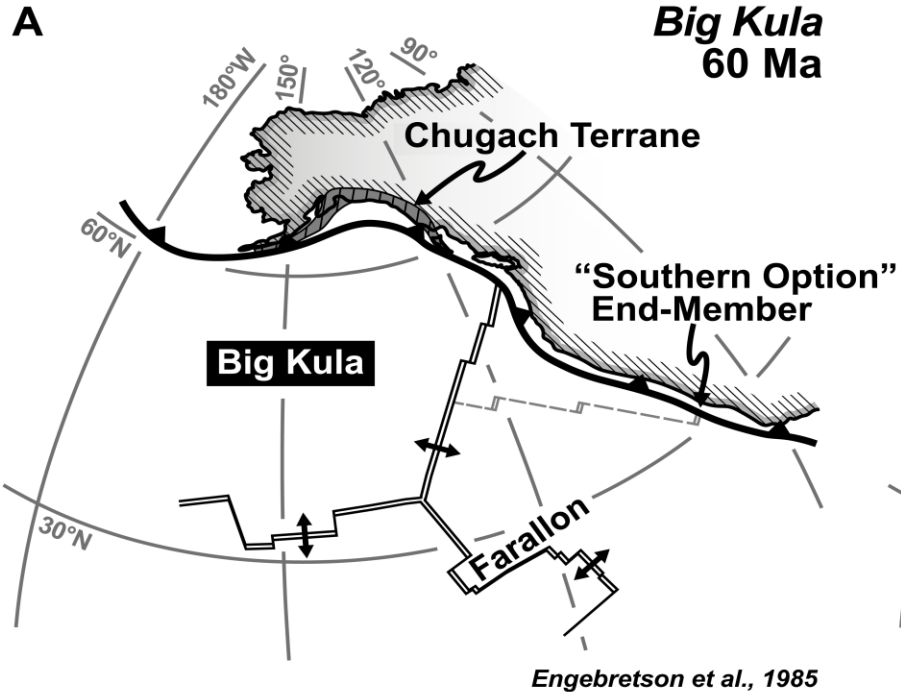 A
Big Kula
60 Ma
180°W
150°
120°
90°
Chugach Terrane
60°N
“Southern Option”
End-Member
Big Kula
30°N
Farallon
Engebretson et al., 1985